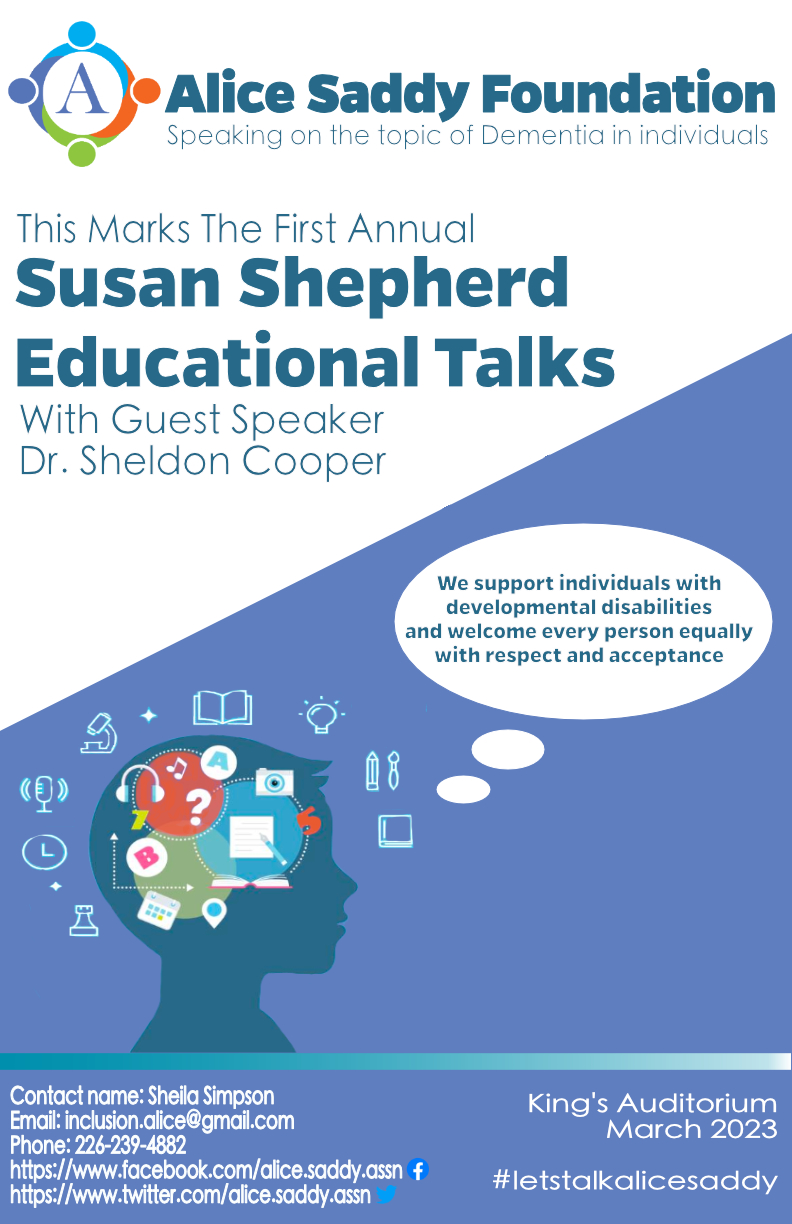 A
Alice Saddy Foundation
Speaking on the topic of Dementia in individuals
This Marks The First Annual
Susan Shepherd
Educational Talks
With Guest Speaker
Dr. Sheldon Cooper
We support individuals with
developmental disabilities
and welcome every person equally
with respect and acceptance
A
?
B
Contact name: Sheila Simpson
Email: inclusion.alice@gmail.com
Phone: 226-239-4882
https://www.facebook.com/alice.saddy.assn
https://www.twitter.com/alice.saddy.assn
King's Auditorium
March 2023
#letstalkalicesaddy